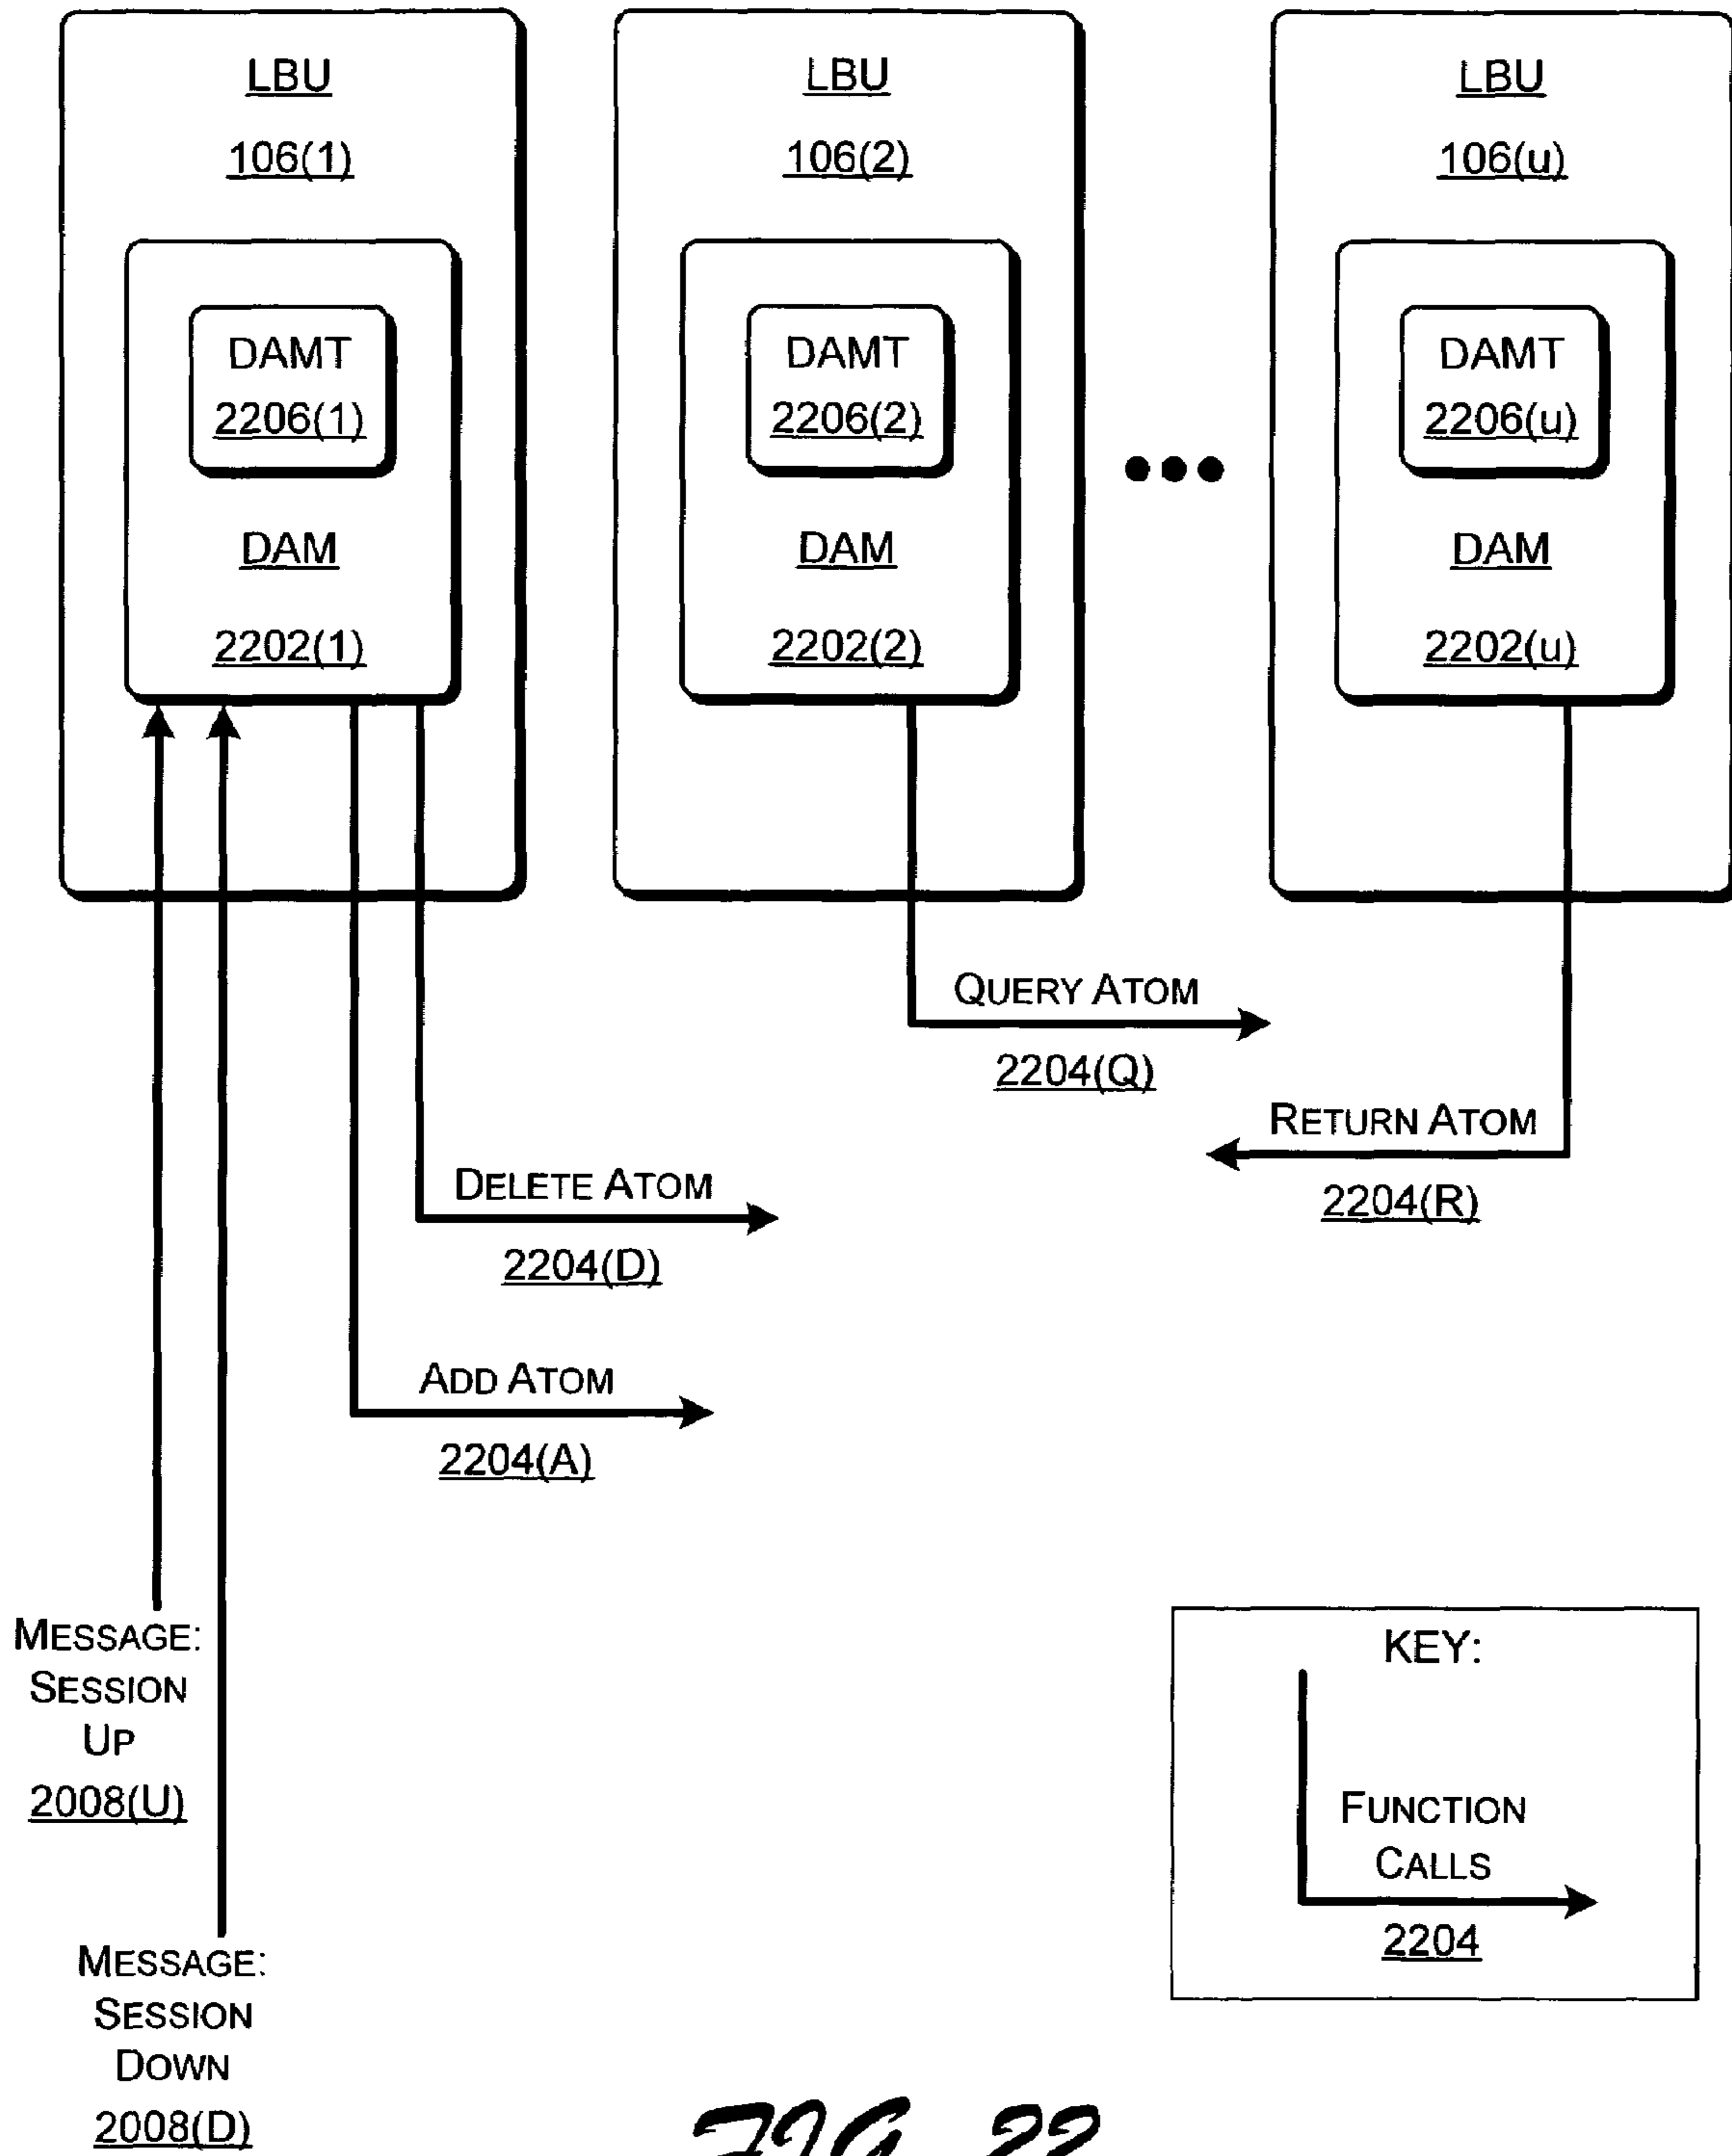 LBU
106(1)
DAMT
2206(1)
DAM
2202(1)
LBU
106(2)
DAMT
2206(2)
DAM
2202(2)
LBU
106(u)
DAMT
2206(u)
DAM
2202(u)
QUERY ATOM
2204(Q)
RETURN ATOM
2204(R)
DELETE ATOM
2204(D)
ADD ATOM
2204(A)
MESSAGE:
SESSION
UP
2008(U)
MESSAGE:
SESSION
DOWN
2008(D)
KEY:
FUNCTION
CALLS
2204
FIG. 22